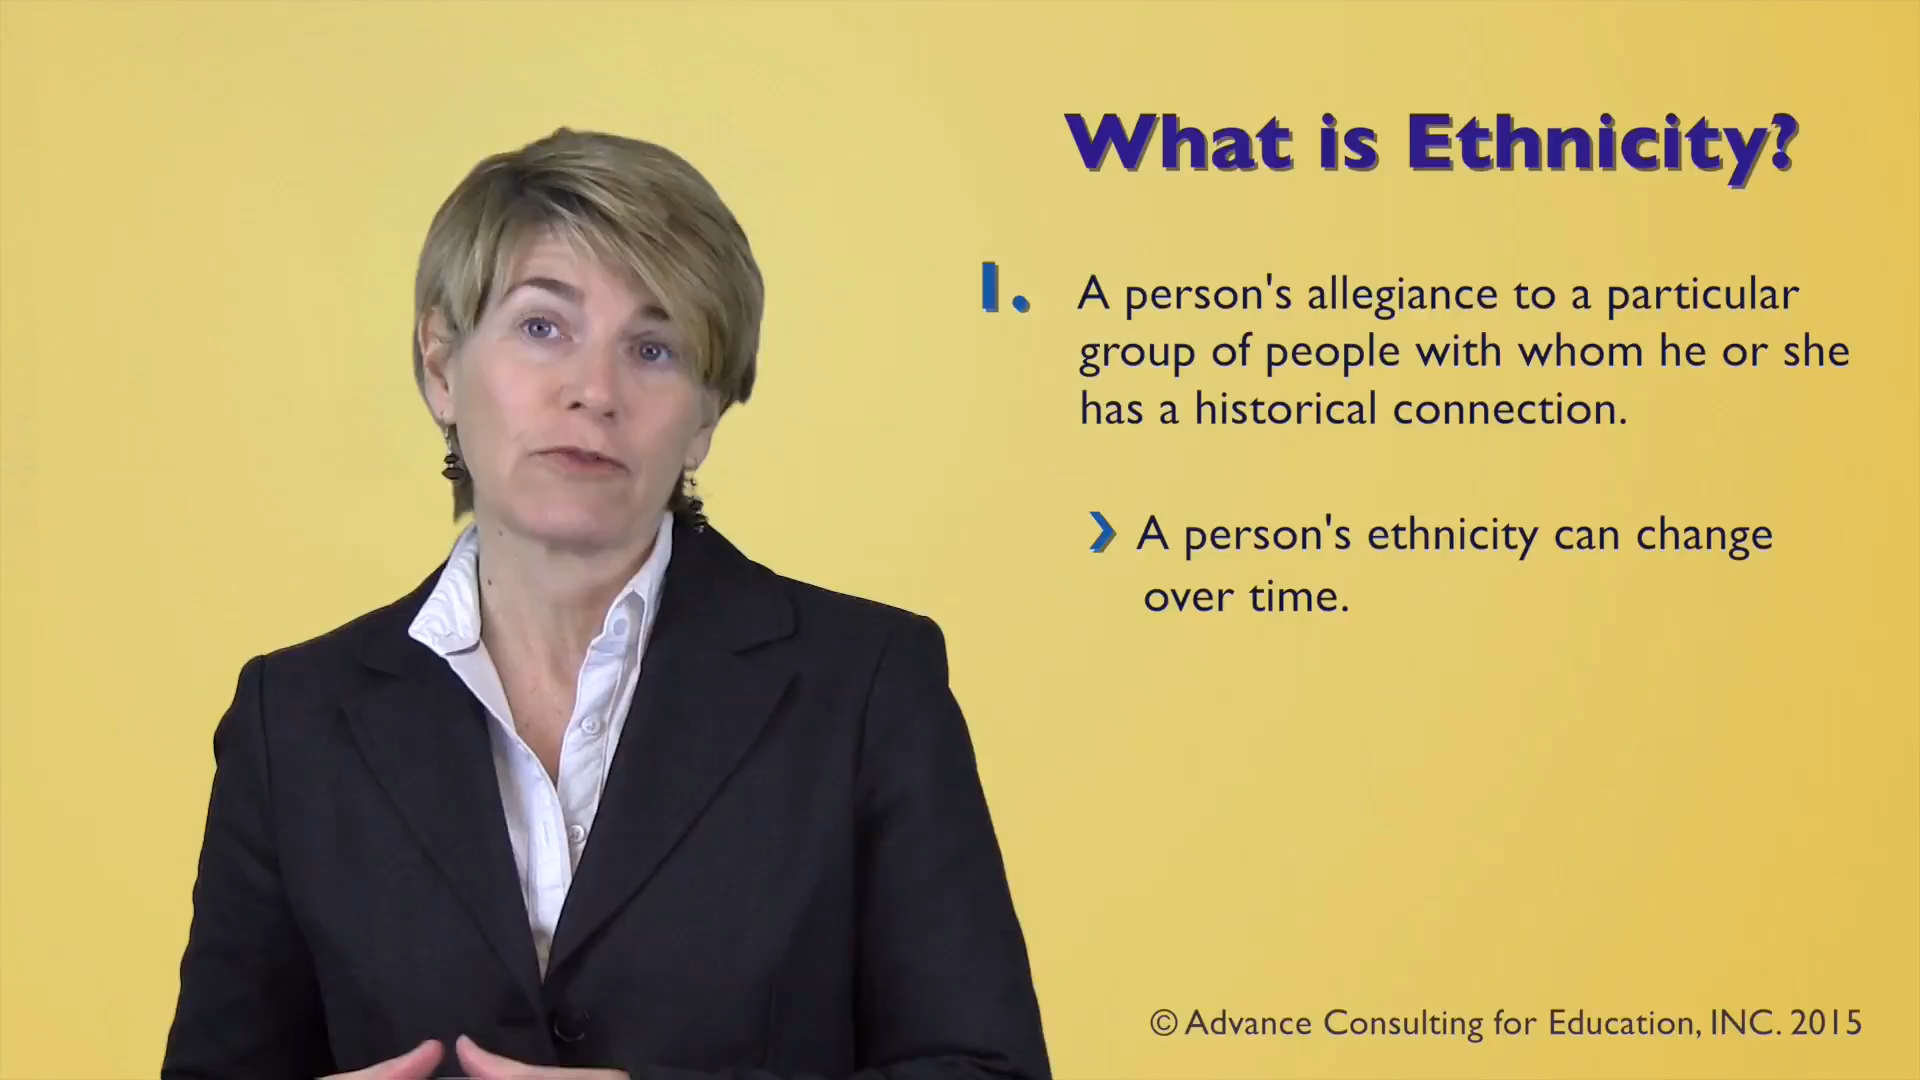 What is Ethnicity?
1. A person's allegiance to a particular
group of people with whom he or she
has a historical connection.
› A person's ethnicity can change
over time.
© Advance Consulting for Education, INC. 2015